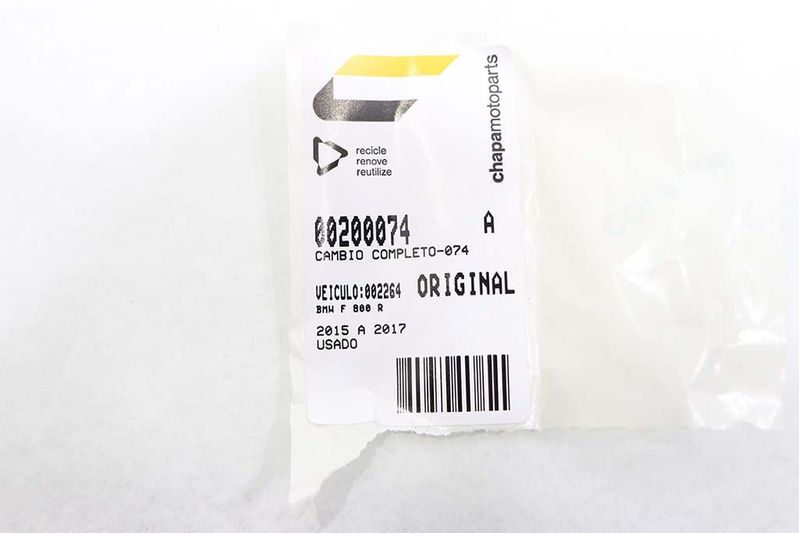 chapamotoparts
recicle
renove
reutilize
00200074 A
CAMBIO COMPLETO-074
VEICULO:002264 ORIGINAL
BMW F 800 R
2015 A 2017
USADO